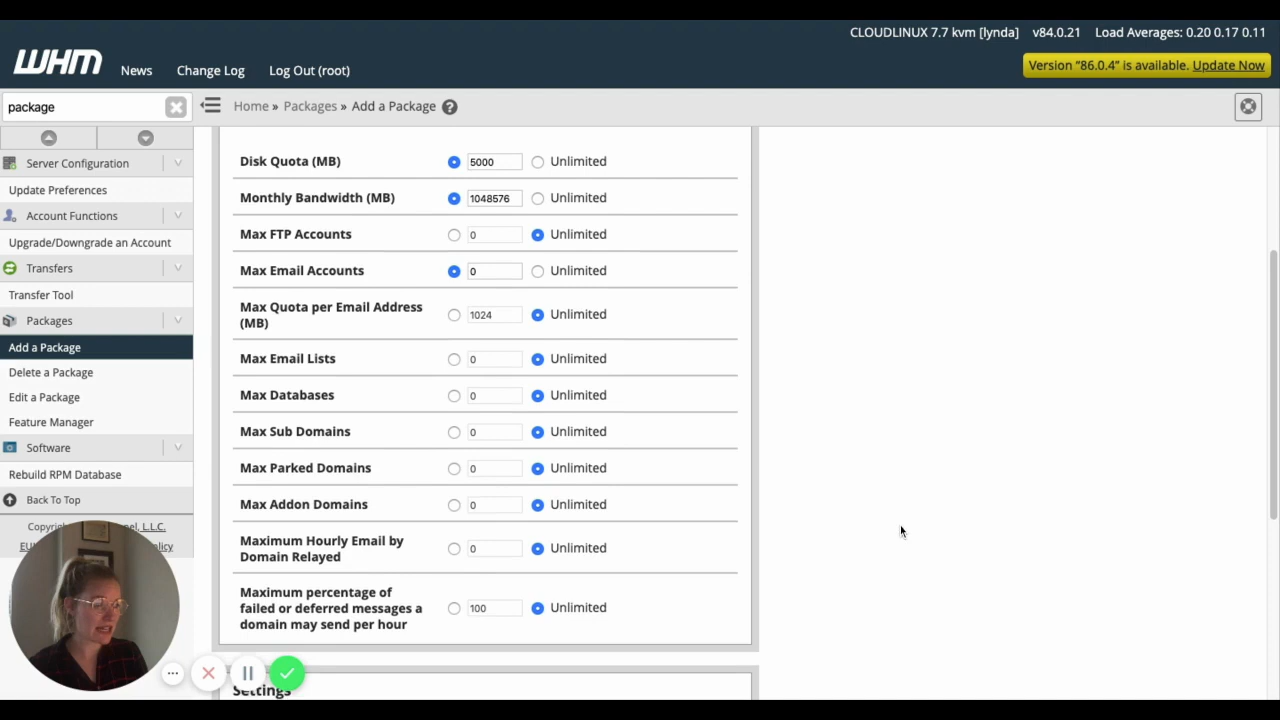 CLOUDLINUX 7.7 kvm [lynda] v84.0.21 Load Averages: 0.20 0.17 0.11
WHM News Change Log Log Out (root)
Version “86.0.4” is available. Update Now
package
Home » Packages » Add a Package
Server Configuration
Update Preferences
Account Functions
Upgrade/Downgrade an Account
Transfers
Transfer Tool
Packages
Add a Package
Delete a Package
Edit a Package
Feature Manager
Software
Rebuild RPM Database
Back To Top
L.L.C.
Disk Quota (MB) 5000 Unlimited
Monthly Bandwidth (MB) 1048576 Unlimited
Max FTP Accounts 0 Unlimited
Max Email Accounts 0 Unlimited
Max Quota per Email Address
(MB) 1024 Unlimited
Max Email Lists 0 Unlimited
Max Databases 0 Unlimited
Max Sub Domains 0 Unlimited
Max Parked Domains 0 Unlimited
Max Addon Domains 0 Unlimited
Maximum Hourly Email by
Domain Relayed 0 Unlimited
Maximum percentage of
failed or deferred messages a
domain may send per hour 100 Unlimited
Settings